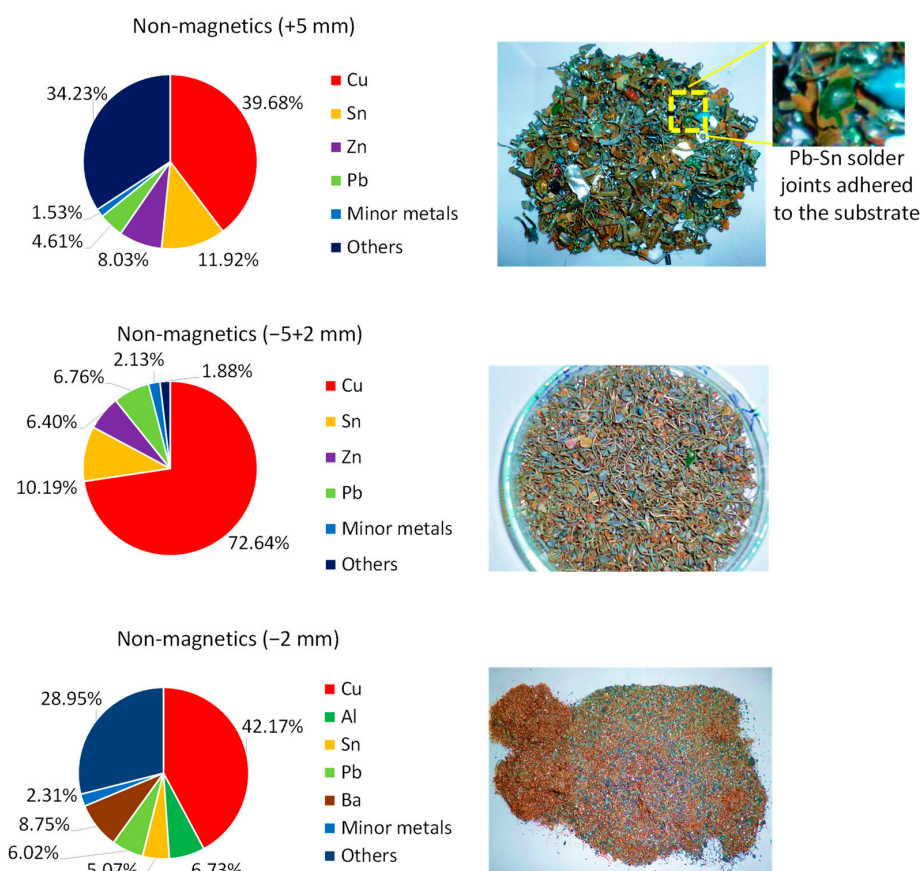 Non-magnetics (+5 mm)
34.23%
39.68%
1.53%
4.61%
8.03%
11.92%
Cu
Sn
Zn
Pb
Minor metals
Others
Pb-Sn solder
joints adhered
to the substrate
Non-magnetics (−5+2 mm)
2.13%
1.88%
6.76%
6.40%
10.19%
72.64%
Cu
Sn
Zn
Pb
Minor metals
Others
Non-magnetics (−2 mm)
28.95%
42.17%
2.31%
8.75%
6.02%
5.07%
6.73%
Cu
Al
Sn
Pb
Ba
Minor metals
Others